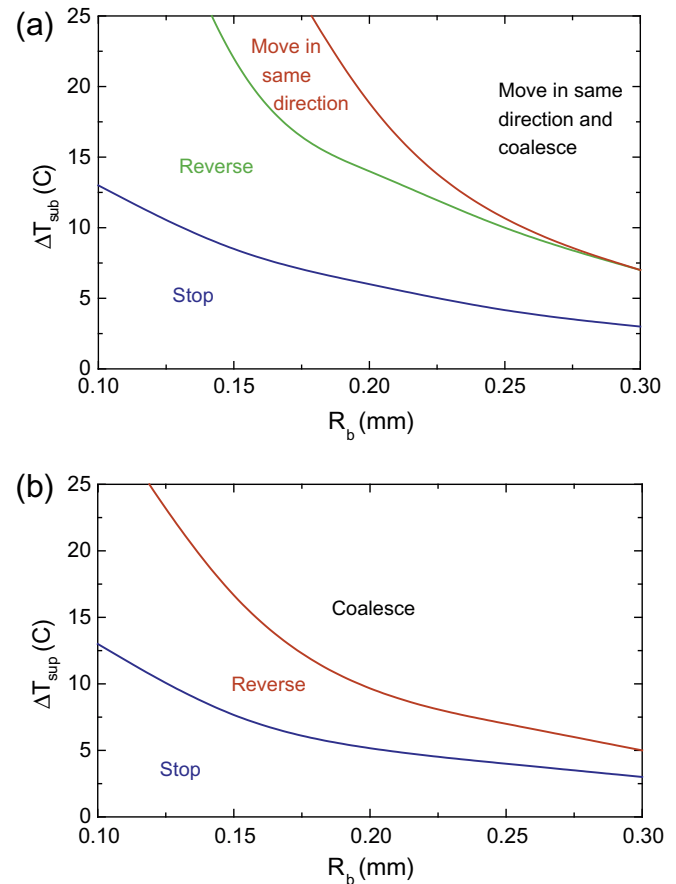 (a)
25
20
15
10
5
0
ΔT_sub (C)
Move in
same
direction
Move in same
direction and
coalesce
Reverse
Stop
0.10 0.15 0.20 0.25 0.30
R_b (mm)
(b)
25
20
15
10
5
0
ΔT_sup (C)
Coalesce
Reverse
Stop
0.10 0.15 0.20 0.25 0.30
R_b (mm)